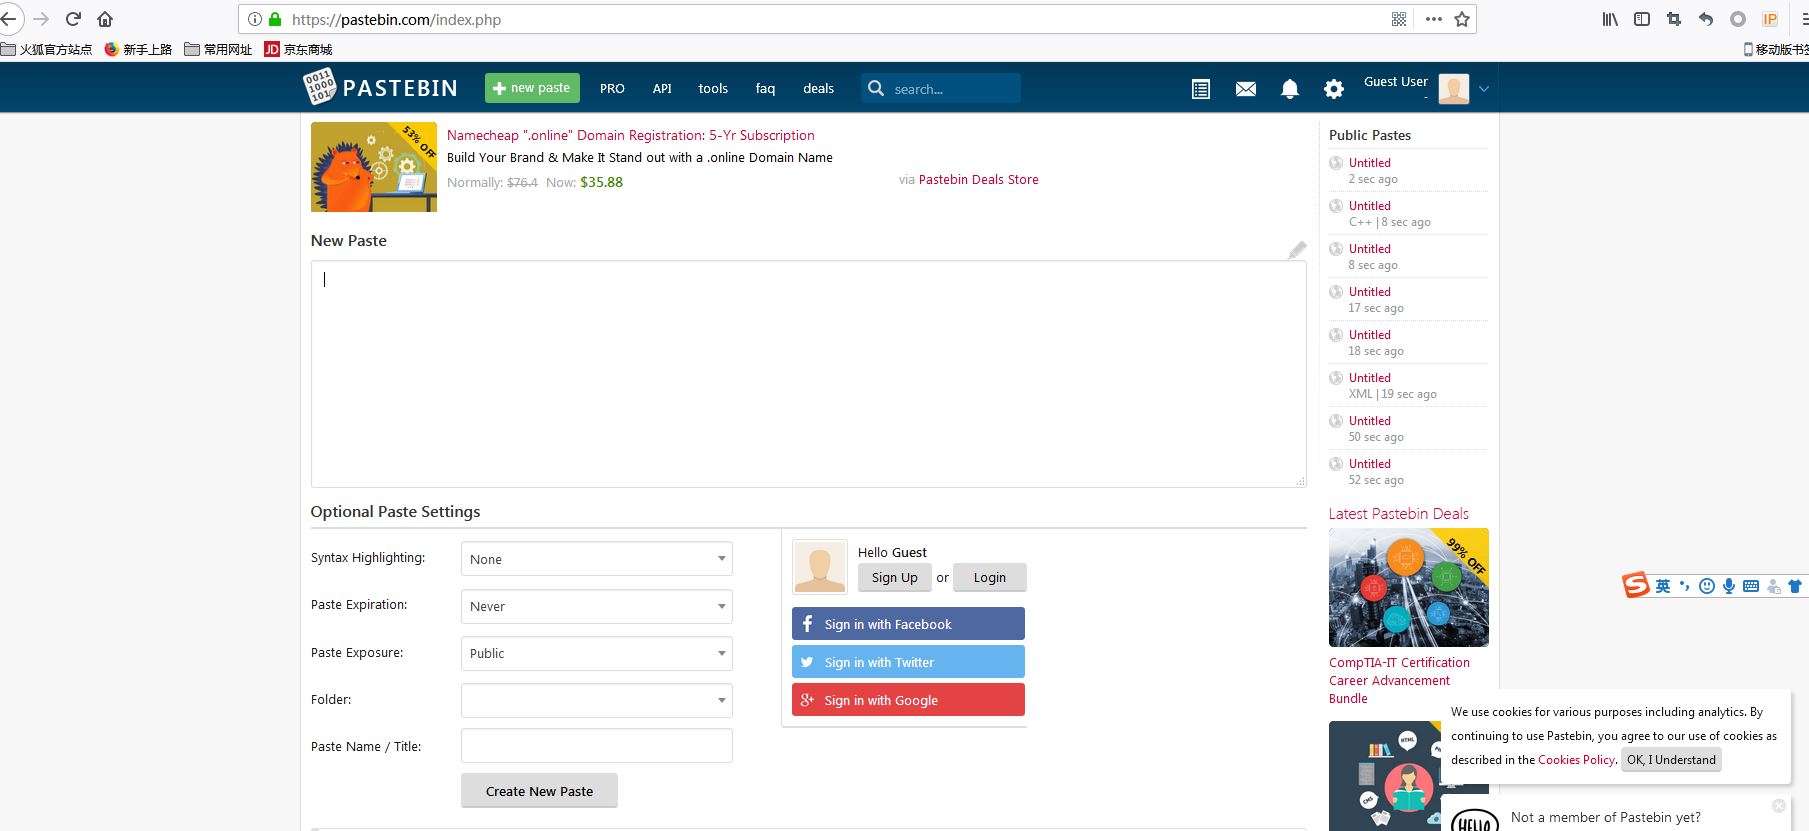 https://pastebin.com/index.php
IP
火狐官方站点 新手上路 常用网址 JD 京东商城
移动版书签
0011
1000
101
PASTEBIN
new paste PRO API tools faq deals search...
Guest User
-
53% OFF
Namecheap ".online" Domain Registration: 5-Yr Subscription
Build Your Brand & Make It Stand out with a .online Domain Name
Normally: $76.4 Now: $35.88
via Pastebin Deals Store
New Paste
Optional Paste Settings
Syntax Highlighting: None
Paste Expiration: Never
Paste Exposure: Public
Folder:
Paste Name / Title:
Create New Paste
Hello Guest
Sign Up or Login
Sign in with Facebook
Sign in with Twitter
Sign in with Google
Public Pastes
Untitled
2 sec ago
Untitled
C++ | 8 sec ago
Untitled
8 sec ago
Untitled
17 sec ago
Untitled
18 sec ago
Untitled
XML | 19 sec ago
Untitled
50 sec ago
Untitled
52 sec ago
Latest Pastebin Deals
99% OFF
CompTIA-IT Certification
Career Advancement
Bundle
HTML
CMS
英
We use cookies for various purposes including analytics. By
continuing to use Pastebin, you agree to our use of cookies as
described in the Cookies Policy. OK, I Understand
HELLO
Not a member of Pastebin yet?